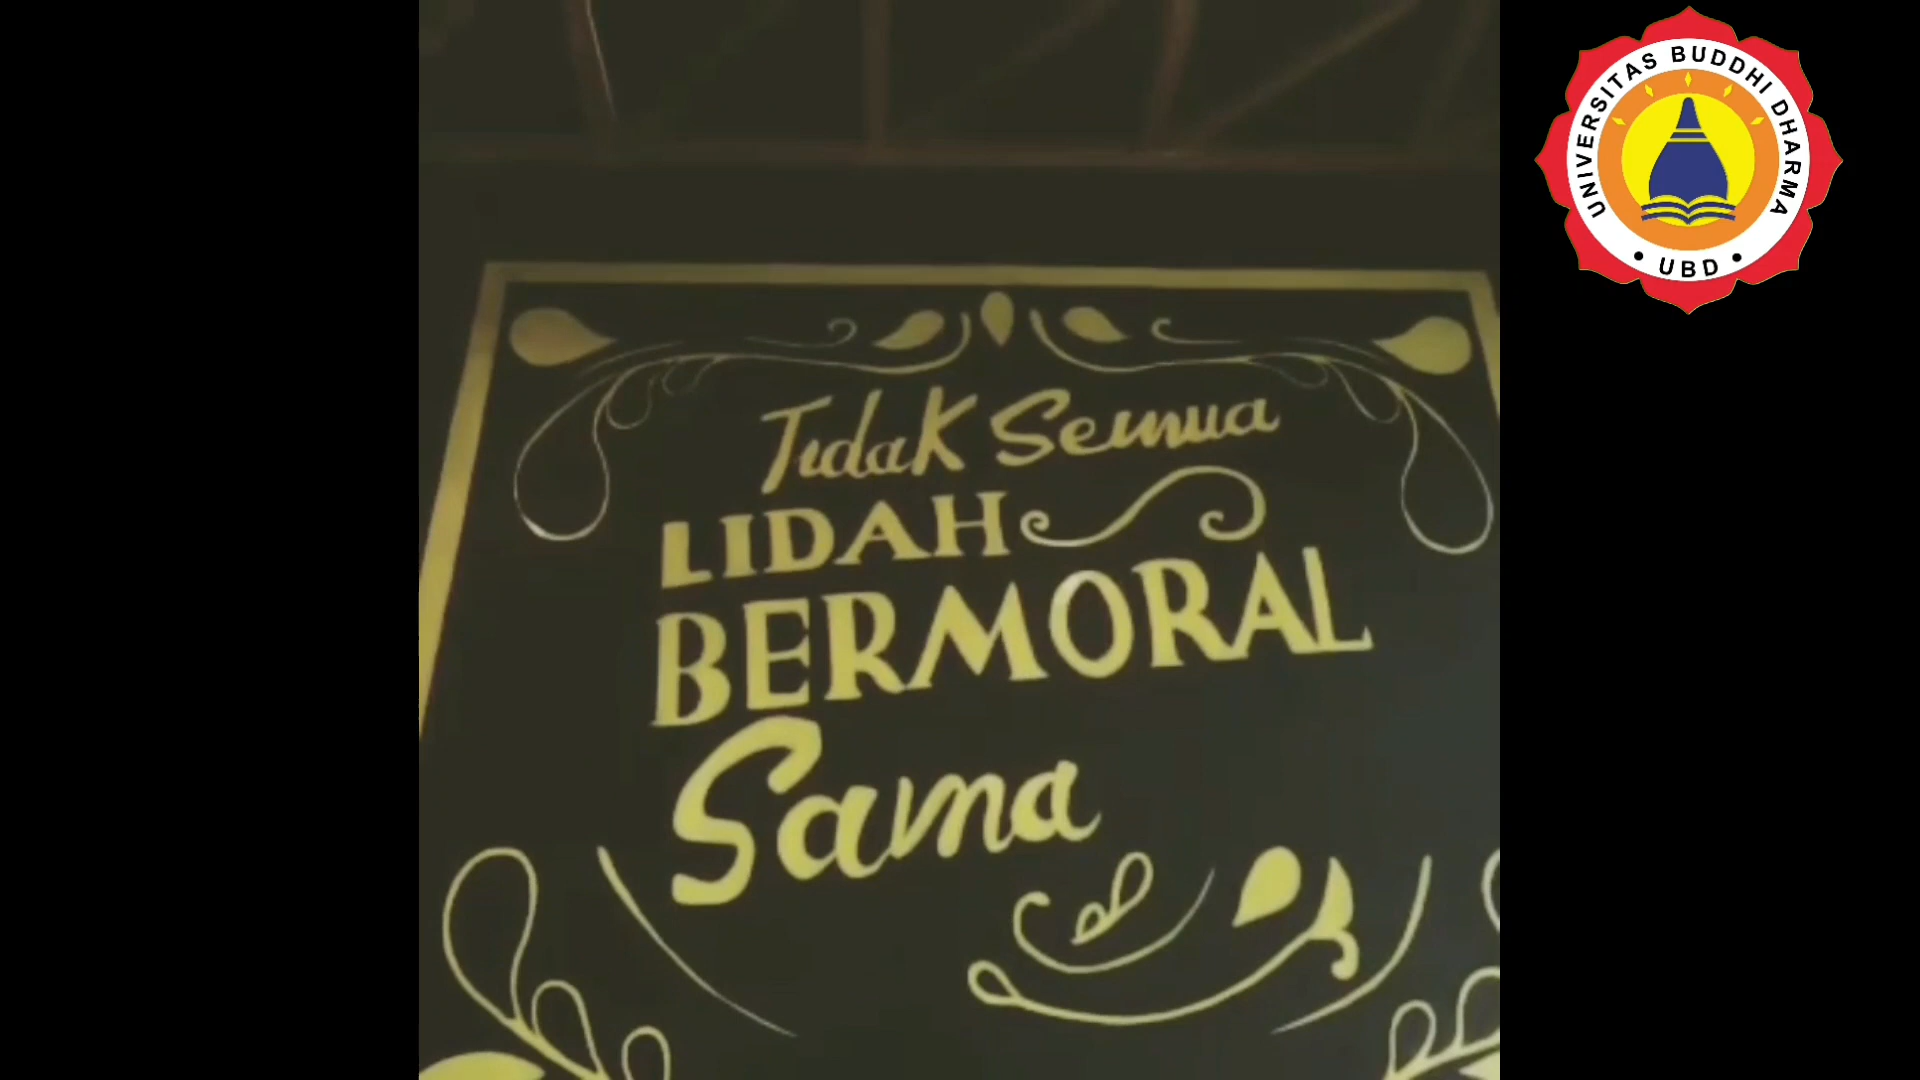 Tidak Semua
LIDAH
BERMORAL
Sama
UNIVERSITAS BUDDHI DHARMA
• UBD •